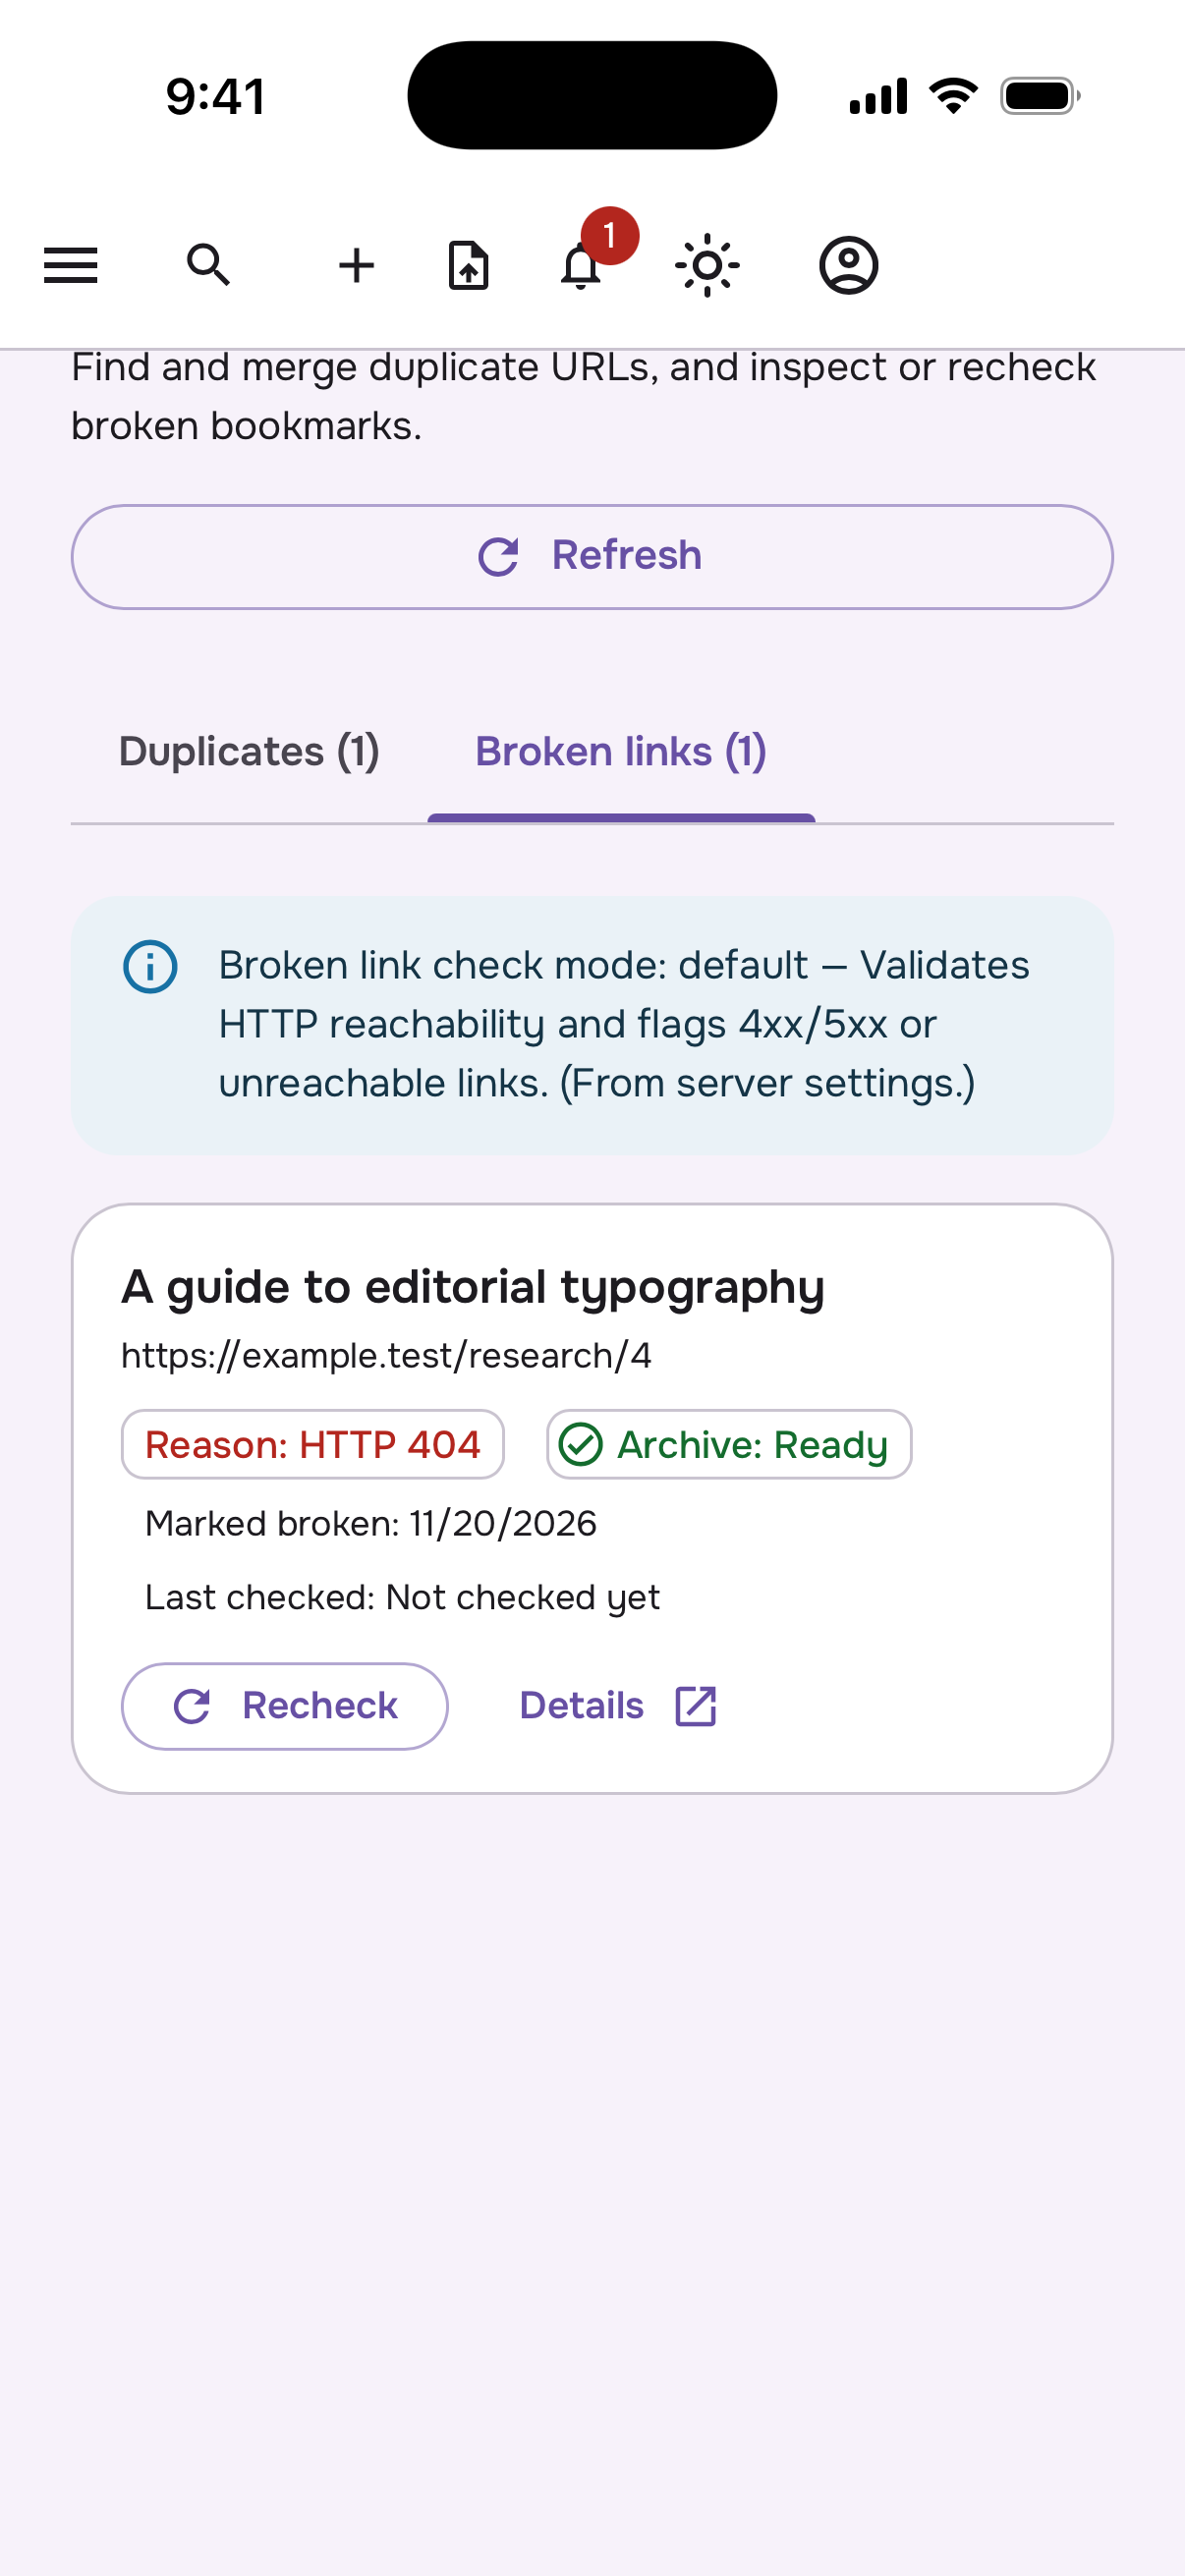 9:41
1
Find and merge duplicate URLs, and inspect or recheck
broken bookmarks.
Refresh
Duplicates (1)
Broken links (1)
Broken link check mode: default — Validates
HTTP reachability and flags 4xx/5xx or
unreachable links. (From server settings.)
A guide to editorial typography
https://example.test/research/4
Reason: HTTP 404
Archive: Ready
Marked broken: 11/20/2026
Last checked: Not checked yet
Recheck
Details